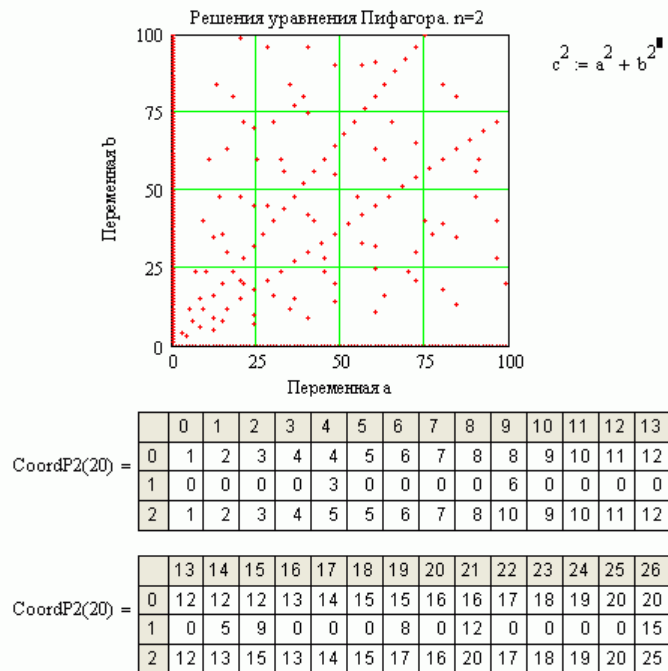 Решения уравнения Пифагора. n=2
c² := a² + b²
100
75
50
25
0
Переменная b
0 25 50 75 100
Переменная a
CoordP2(20) =
0 1 2 3 4 5 6 7 8 9 10 11 12 13
0 1 2 3 4 4 5 6 7 8 8 9 10 11 12
1 0 0 0 0 3 0 0 0 0 6 0 0 0 0
2 1 2 3 4 5 5 6 7 8 10 9 10 11 12
CoordP2(20) =
13 14 15 16 17 18 19 20 21 22 23 24 25 26
0 12 12 12 13 14 15 15 16 16 17 18 19 20 20
1 0 5 9 0 0 0 8 0 12 0 0 0 0 15
2 12 13 15 13 14 15 17 16 20 17 18 19 20 25